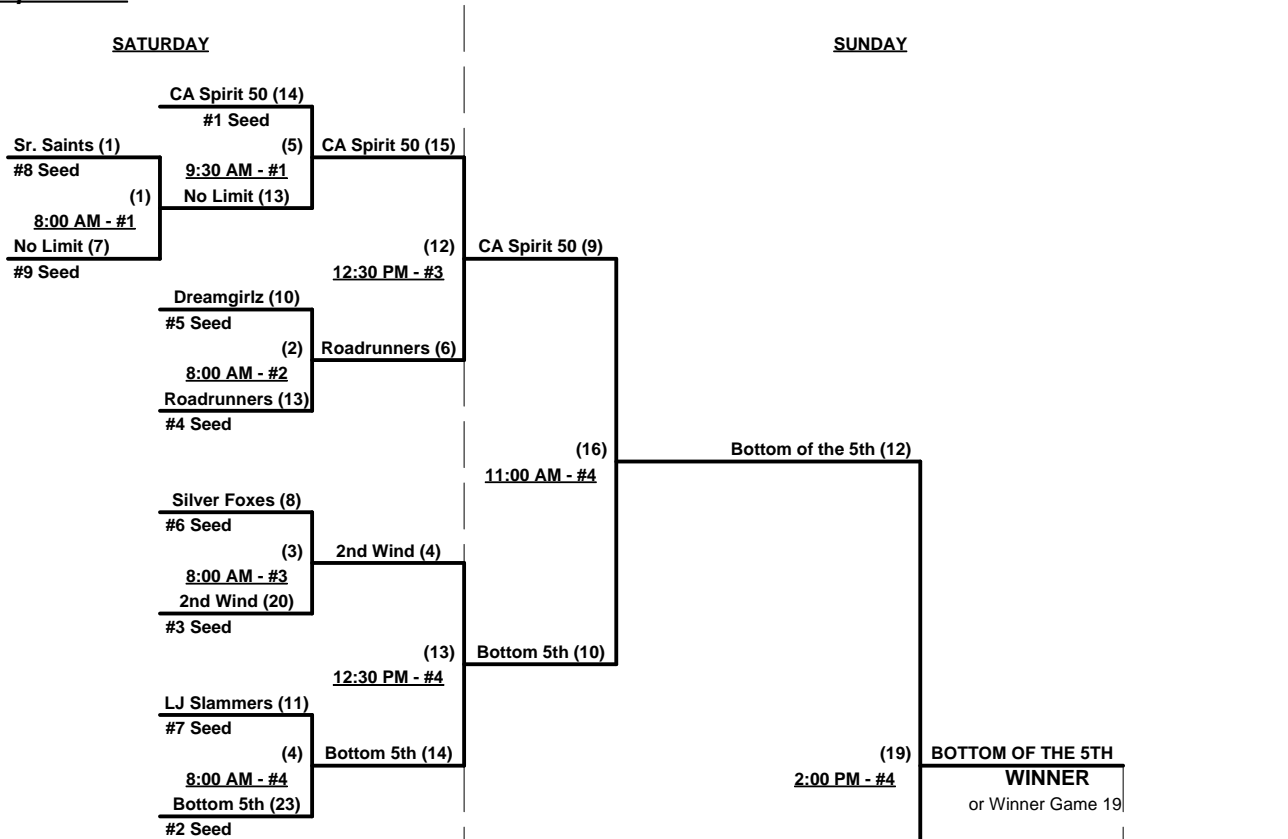 SATURDAY
SUNDAY
CA Spirit 50 (14)
#1 Seed
Sr. Saints (1)
(5)
CA Spirit 50 (15)
#8 Seed
9:30 AM - #1
(1)
No Limit (13)
8:00 AM - #1
No Limit (7)
(12)
CA Spirit 50 (9)
#9 Seed
12:30 PM - #3
Dreamgirlz (10)
#5 Seed
(2)
Roadrunners (6)
8:00 AM - #2
Roadrunners (13)
#4 Seed
(16)
Bottom of the 5th (12)
11:00 AM - #4
Silver Foxes (8)
#6 Seed
(3)
2nd Wind (4)
8:00 AM - #3
2nd Wind (20)
#3 Seed
(13)
Bottom 5th (10)
12:30 PM - #4
LJ Slammers (11)
#7 Seed
(4)
Bottom 5th (14)
(19)
BOTTOM OF THE 5TH
8:00 AM - #4
2:00 PM - #4
WINNER
Bottom 5th (23)
or Winner Game 19
#2 Seed